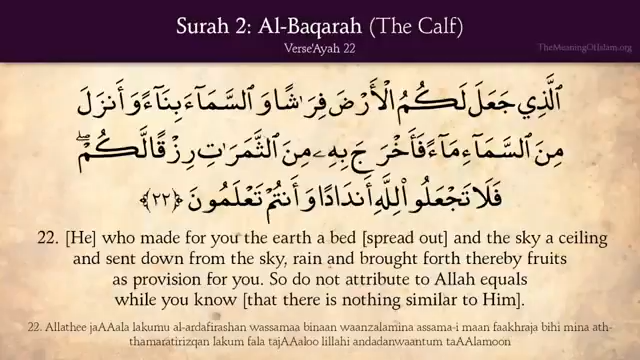 Surah 2: Al-Baqarah (The Calf)
Verse'Ayah 22
TheMeaningOfIslam.org
ٱلَّذِي جَعَلَ لَكُمُ ٱلْأَرْضَ فِرَٰشًا وَٱلسَّمَآءَ بِنَآءً وَأَنزَلَ
مِنَ ٱلسَّمَآءِ مَآءً فَأَخْرَجَ بِهِۦ مِنَ ٱلثَّمَرَٰتِ رِزْقًا لَّكُمْ ۖ
فَلَا تَجْعَلُوا۟ لِلَّهِ أَندَادًا وَأَنتُمْ تَعْلَمُونَ ﴿٢٢﴾
22. [He] who made for you the earth a bed [spread out] and the sky a ceiling
and sent down from the sky, rain and brought forth thereby fruits
as provision for you. So do not attribute to Allah equals
while you know [that there is nothing similar to Him].
22. Allathee jaAAala lakumu al-ardafirashan wassamaa binaan waanzalamina assama-i maan faakhraja bihi mina ath-
thamaratirizqan lakum fala tajAAaloo lillahi andadanwaantum taAAlamoon